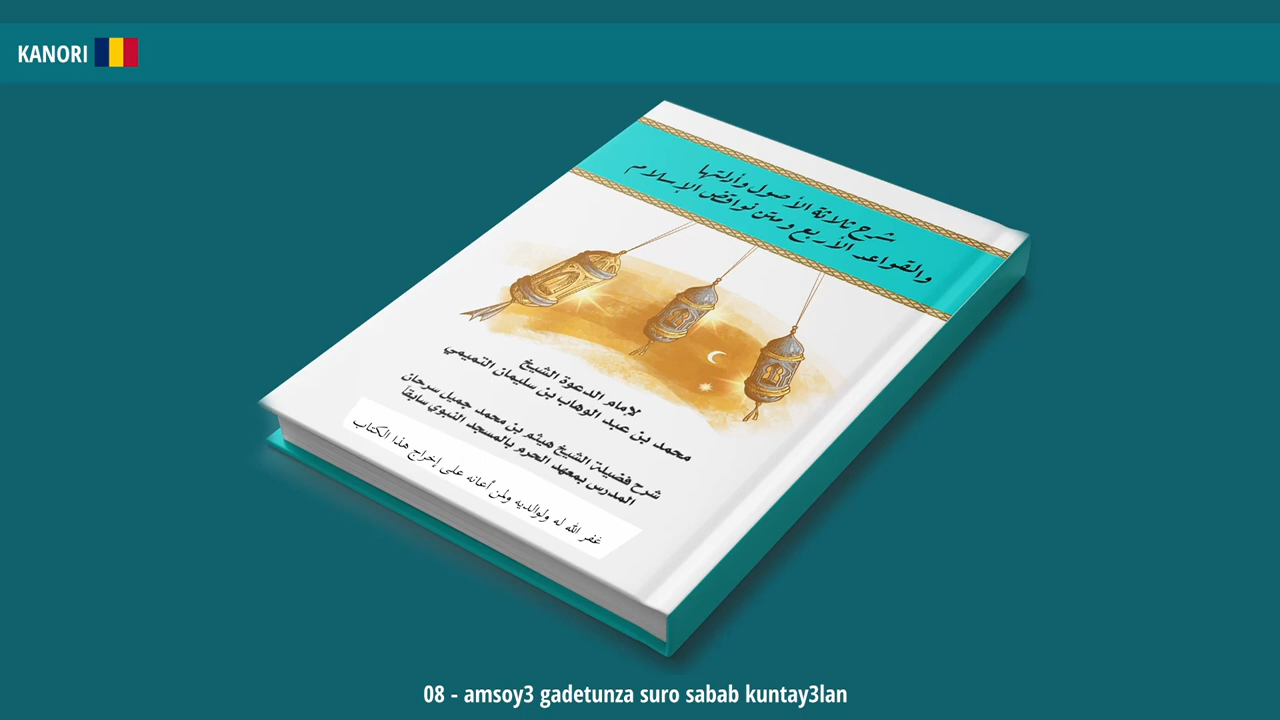 KANORI
شرح ثلاثة الأصول وأدلتها
والقواعد الأربع ومتن نواقض الإسلام
لإمام الدعوة الشيخ
محمد بن عبد الوهاب بن سليمان التميمي
شرح فضيلة الشيخ هيثم بن محمد جميل سرحان
المدرس بمعهد الحرم بالمسجد النبوي سابقاً
غفر الله له ولوالديه ولمن أعانه على إخراج هذا الكتاب
08 - amsoy3 gadetunza suro sabab kuntay3lan